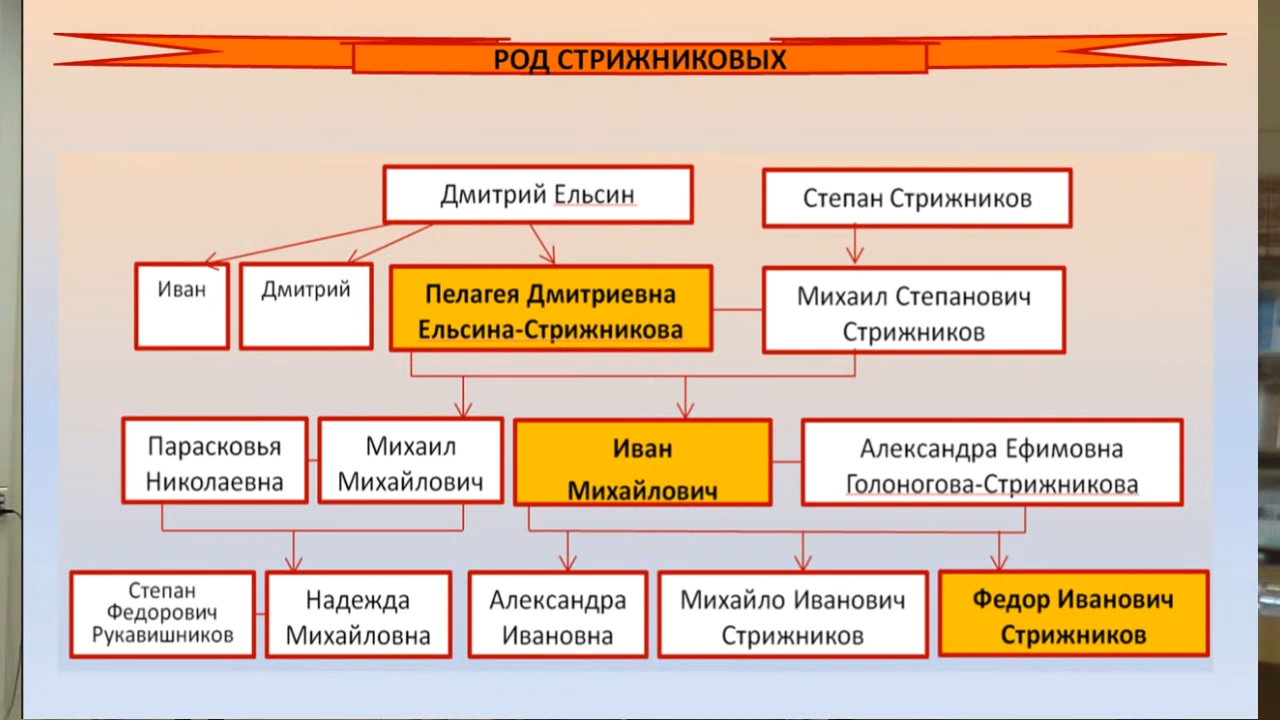 РОД СТРИЖНИКОВЫХ
Дмитрий Ельсин
Степан Стрижников
Иван
Дмитрий
Пелагея Дмитриевна
Ельсина-Стрижникова
Михаил Степанович
Стрижников
Парасковья
Николаевна
Михаил
Михайлович
Иван
Михайлович
Александра Ефимовна
Голоногова-Стрижникова
Степан
Федорович
Рукавишников
Надежда
Михайловна
Александра
Ивановна
Михайло Иванович
Стрижников
Федор Иванович
Стрижников